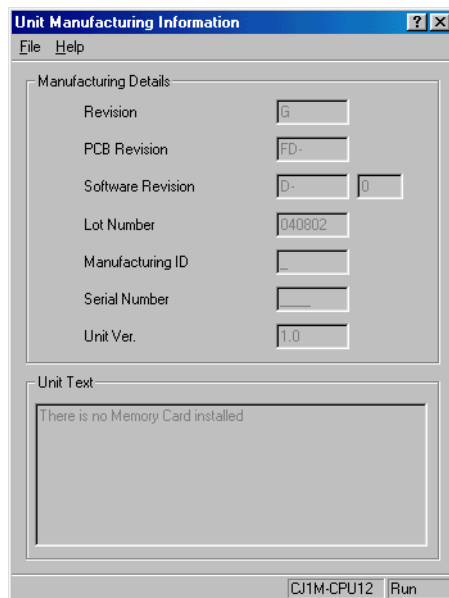 Unit Manufacturing Information
File Help
Manufacturing Details
Revision G
PCB Revision FD-
Software Revision D- 0
Lot Number 040802
Manufacturing ID _
Serial Number ____
Unit Ver. 1.0
Unit Text
There is no Memory Card installed
CJ1M-CPU12 Run